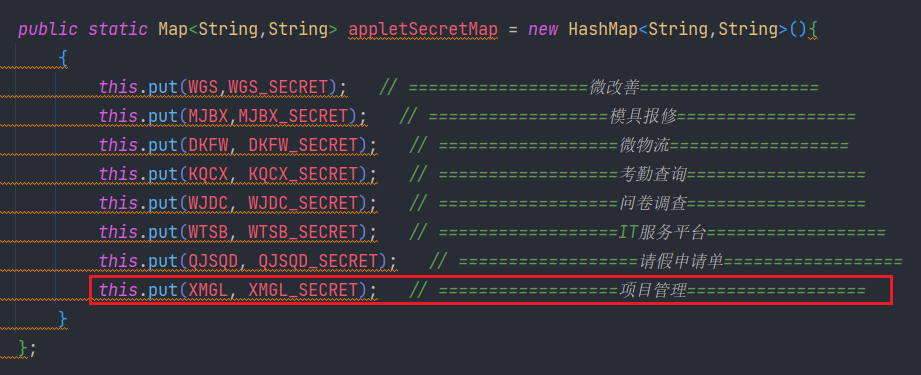 public static Map<String,String> appletSecretMap = new HashMap<String,String>(){
{
this.put(WGS,WGS_SECRET); // ==================微改善==================
this.put(MJBX,MJBX_SECRET); // ==================模具报修==================
this.put(DKFW, DKFW_SECRET); // ==================微物流==================
this.put(KQCX, KQCX_SECRET); // ==================考勤查询==================
this.put(WJDC, WJDC_SECRET); // ==================问卷调查==================
this.put(WTSB, WTSB_SECRET); // ==================IT服务平台==================
this.put(QJSQD, QJSQD_SECRET); // ==================请假申请单==================
this.put(XMGL, XMGL_SECRET); // ==================项目管理==================
}
};